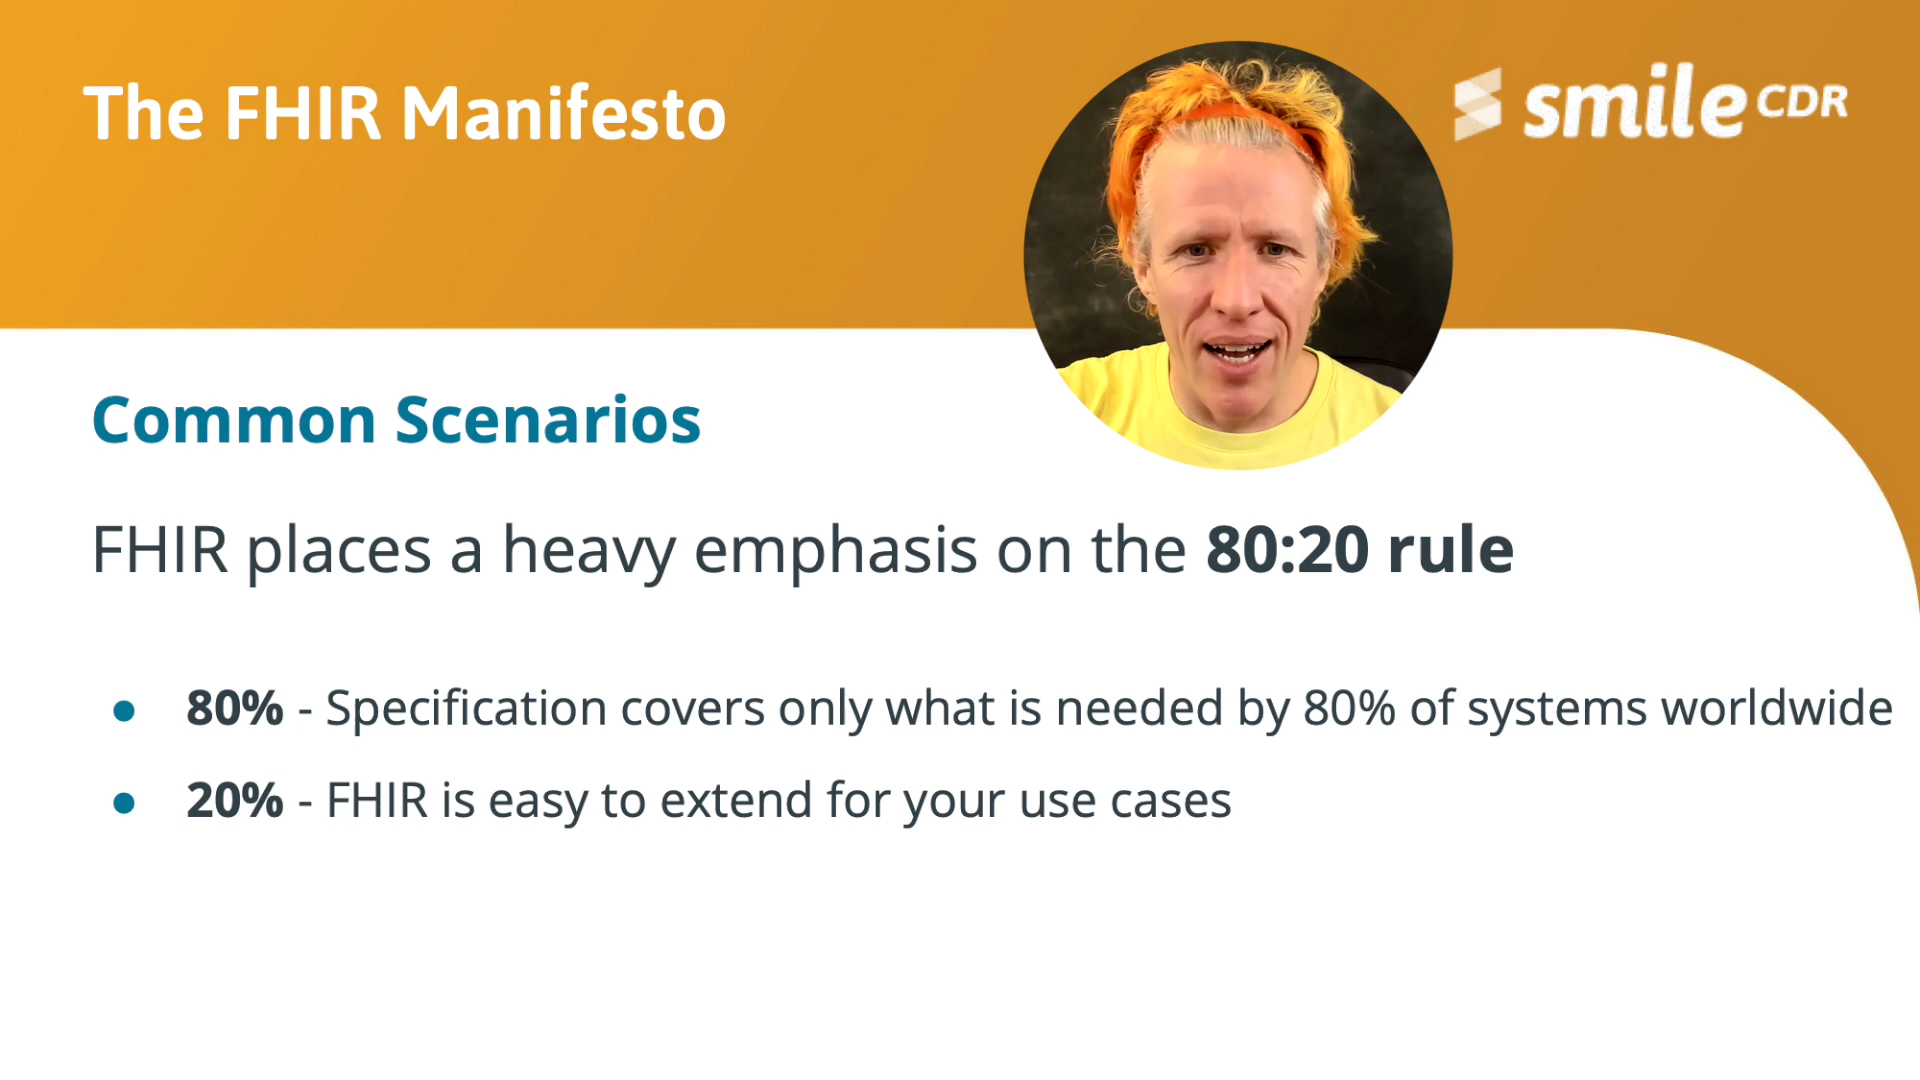 The FHIR Manifesto
smile CDR
Common Scenarios
FHIR places a heavy emphasis on the 80:20 rule
● 80% - Specification covers only what is needed by 80% of systems worldwide
● 20% - FHIR is easy to extend for your use cases